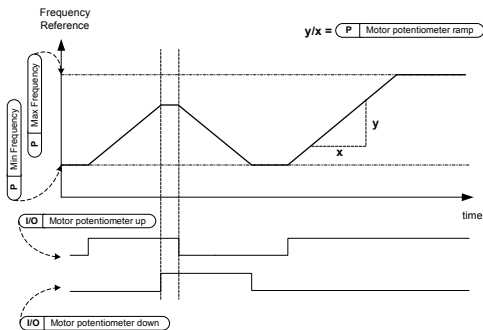 Frequency
Reference
y/x = P Motor potentiometer ramp
P Max Frequency
P Min Frequency
y
x
time
I/O Motor potentiometer up
I/O Motor potentiometer down